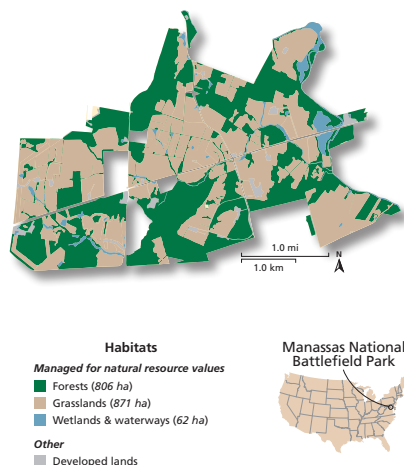 1.0 mi
1.0 km
N
Habitats
Managed for natural resource values
Forests (806 ha)
Grasslands (871 ha)
Wetlands & waterways (62 ha)
Other
Developed lands
Manassas National
Battlefield Park